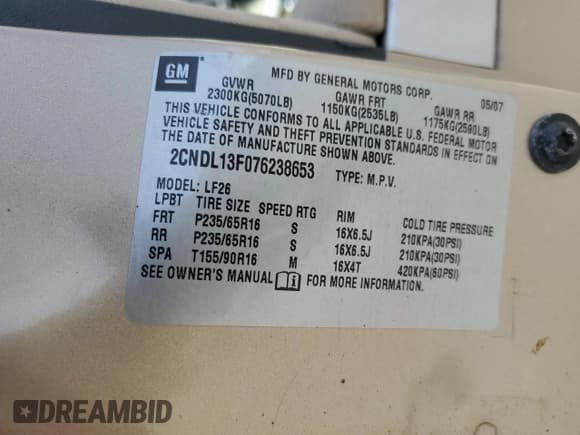 GM
MFD BY GENERAL MOTORS CORP. 05/07
GVWR GAWR FRT GAWR RR
2300KG(5070LB) 1150KG(2535LB) 1175KG(2590LB)
THIS VEHICLE CONFORMS TO ALL APPLICABLE U.S. FEDERAL MOTOR
VEHICLE SAFETY AND THEFT PREVENTION STANDARDS IN EFFECT ON
THE DATE OF MANUFACTURE SHOWN ABOVE.
2CNDL13F076238653 TYPE: M.P.V.
MODEL: LF26
LPBT TIRE SIZE SPEED RTG RIM COLD TIRE PRESSURE
FRT P235/65R16 S 16X6.5J 210KPA(30PSI)
RR P235/65R16 S 16X6.5J 210KPA(30PSI)
SPA T155/90R16 M 16X4T 420KPA(60PSI)
SEE OWNER'S MANUAL FOR MORE INFORMATION.
DREAMBID